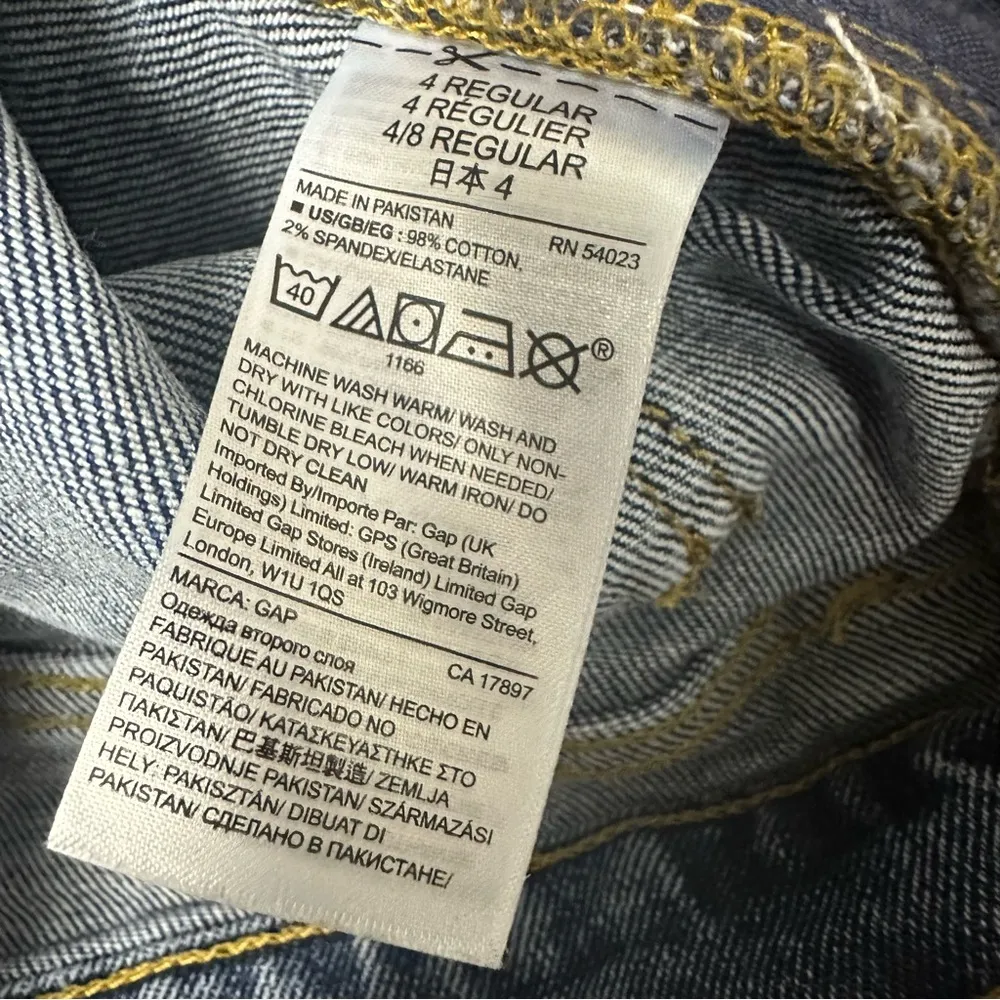 4 REGULAR
4 RÉGULIER
4/8 REGULAR
日本 4
MADE IN PAKISTAN
RN 54023
■ US/GB/EG : 98% COTTON,
2% SPANDEX/ELASTANE
40
®
1166
MACHINE WASH WARM/ WASH AND
DRY WITH LIKE COLORS/ ONLY NON-
CHLORINE BLEACH WHEN NEEDED/
TUMBLE DRY LOW/ WARM IRON/ DO
NOT DRY CLEAN
Imported By/Importe Par: Gap (UK
Holdings) Limited: GPS (Great Britain)
Limited Gap Stores (Ireland) Limited Gap
Europe Limited All at 103 Wigmore Street,
London, W1U 1QS
MARCA: GAP
CA 17897
Одежда второго слоя
FABRIQUE AU PAKISTAN/ HECHO EN
PAKISTAN/ FABRICADO NO
PAQUISTÃO/ ΚΑΤΑΣΚΕΥΑΣΤΗΚΕ ΣΤΟ
ΠΑΚΙΣΤΑΝ/ 巴基斯坦製造/ ZEMLJA
PROIZVODNJE PAKISTAN/ SZÁRMAZÁSI
HELY: PAKISZTÁN/ DIBUAT DI
PAKISTAN/ СДЕЛАНО В ПАКИСТАНЕ/